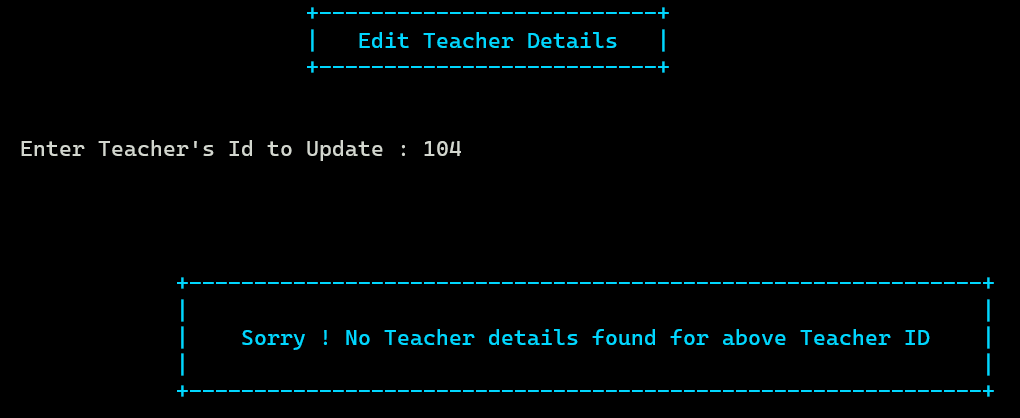 Edit Teacher Details
Enter Teacher's Id to Update : 104
Sorry ! No Teacher details found for above Teacher ID